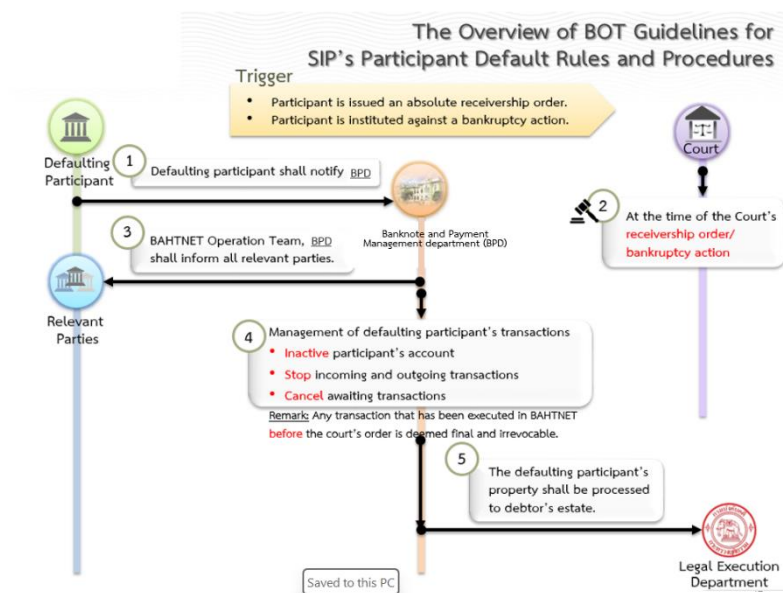 The Overview of BOT Guidelines for
SIP's Participant Default Rules and Procedures
Trigger
• Participant is issued an absolute receivership order.
• Participant is instituted against a bankruptcy action.
Defaulting
Participant
1
Defaulting participant shall notify BPD
Court
Banknote and Payment
Management department (BPD)
2
At the time of the Court's
receivership order/
bankruptcy action
3
BAHTNET Operation Team, BPD
shall inform all relevant parties.
Relevant
Parties
4
Management of defaulting participant's transactions
• Inactive participant's account
• Stop incoming and outgoing transactions
• Cancel awaiting transactions
Remark: Any transaction that has been executed in BAHTNET
before the court's order is deemed final and irrevocable.
5
The defaulting participant's
property shall be processed
to debtor's estate.
Legal Execution
Department
Saved to this PC